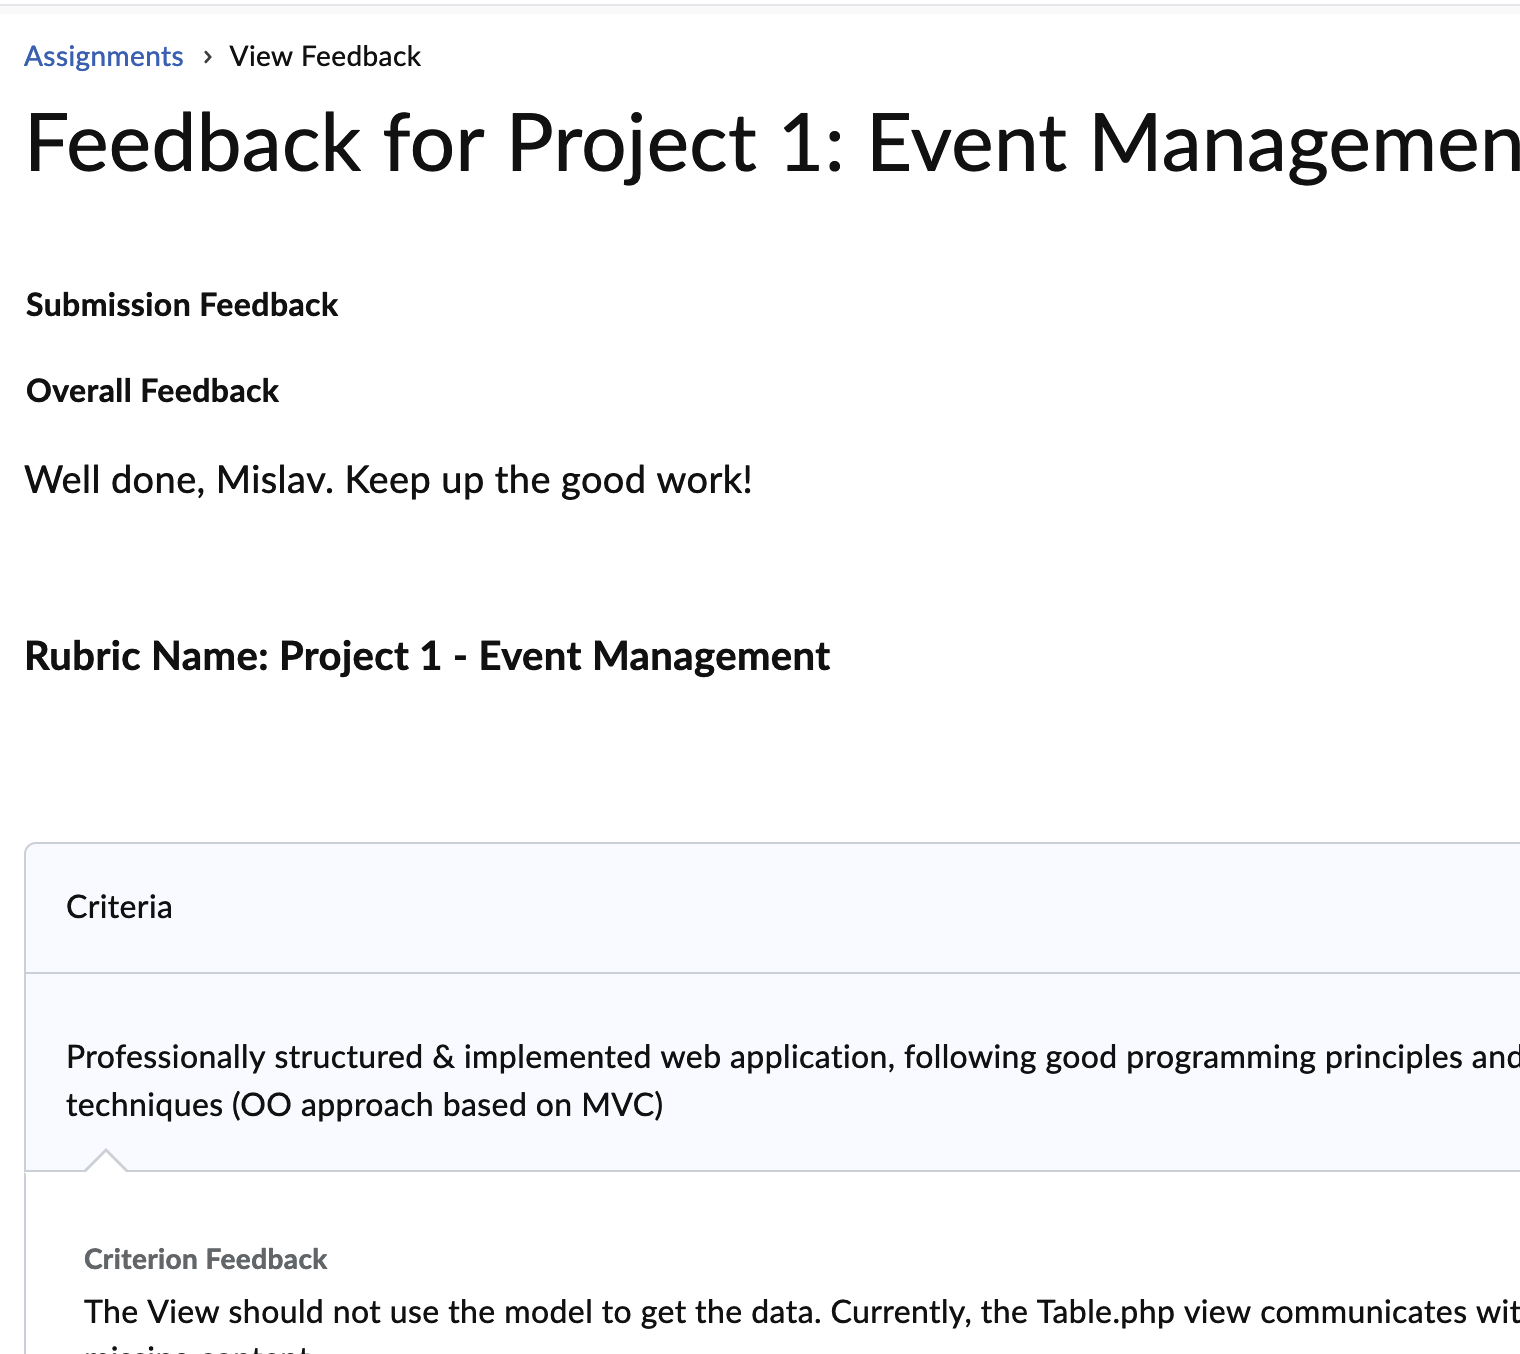 Assignments › View Feedback
Feedback for Project 1: Event Managemen
Submission Feedback
Overall Feedback
Well done, Mislav. Keep up the good work!
Rubric Name: Project 1 - Event Management
Criteria
Professionally structured & implemented web application, following good programming principles and
techniques (OO approach based on MVC)
Criterion Feedback
The View should not use the model to get the data. Currently, the Table.php view communicates wit
missing content